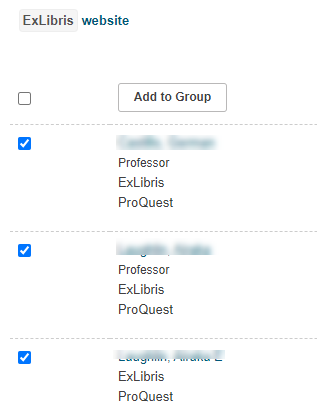 ExLibris website
Add to Group
Professor
ExLibris
ProQuest
Professor
ExLibris
ProQuest
ExLibris
ProQuest